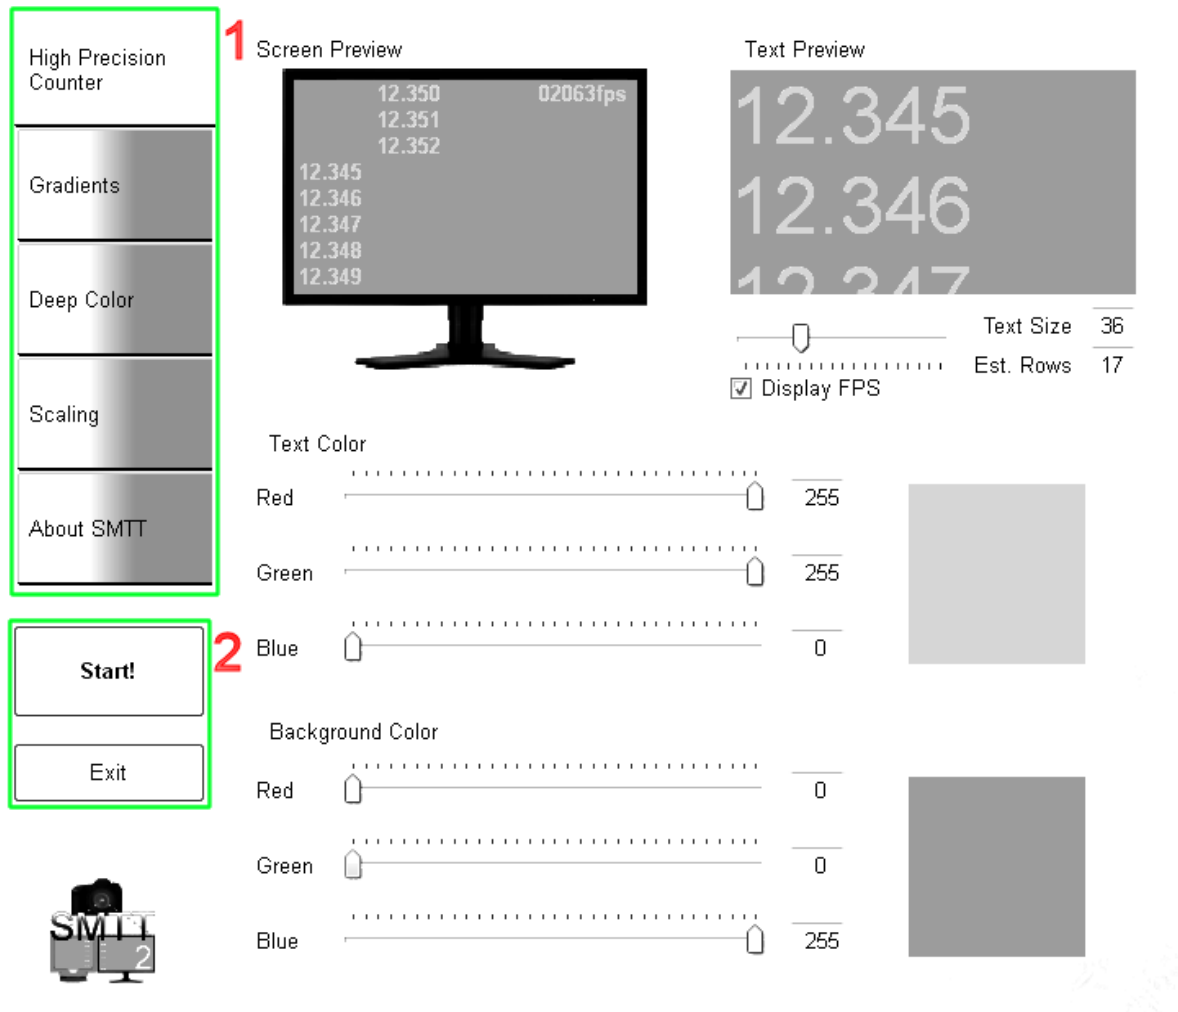 High Precision
Counter
Gradients
Deep Color
Scaling
About SMTT
1
Start!
Exit
2
SMTT
2
Screen Preview
12.350 02063fps
12.351
12.352
12.345
12.346
12.347
12.348
12.349
Text Preview
12.345
12.346
12.347
Text Size 36
Est. Rows 17
Display FPS
Text Color
Red 255
Green 255
Blue 0
Background Color
Red 0
Green 0
Blue 255